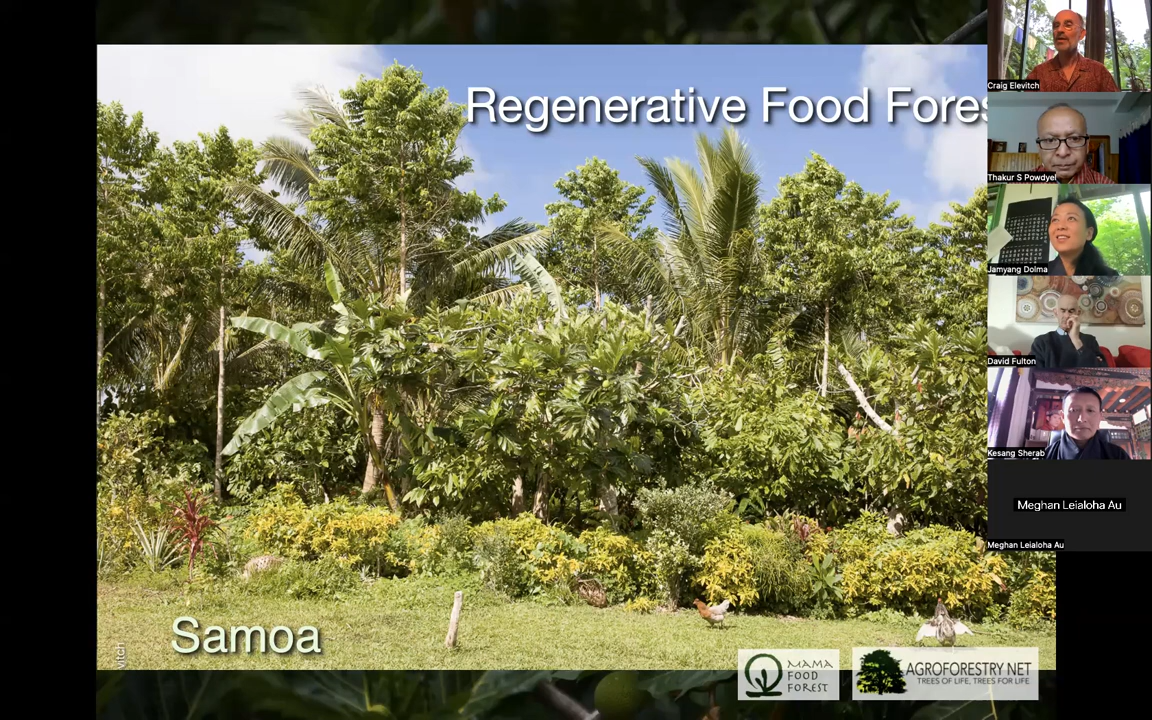 Regenerative Food Fores
Samoa
vitch
MAMA
FOOD
FOREST
AGROFORESTRY NET
TREES OF LIFE, TREES FOR LIFE
Craig Elevitch
Thakur S Powdyel
Jamyang Dolma
David Fulton
Kesang Sherab
Meghan Leialoha Au
Meghan Leialoha Au